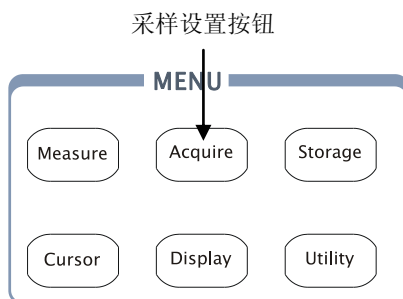 采样设置按钮
MENU
Measure Acquire Storage
Cursor Display Utility